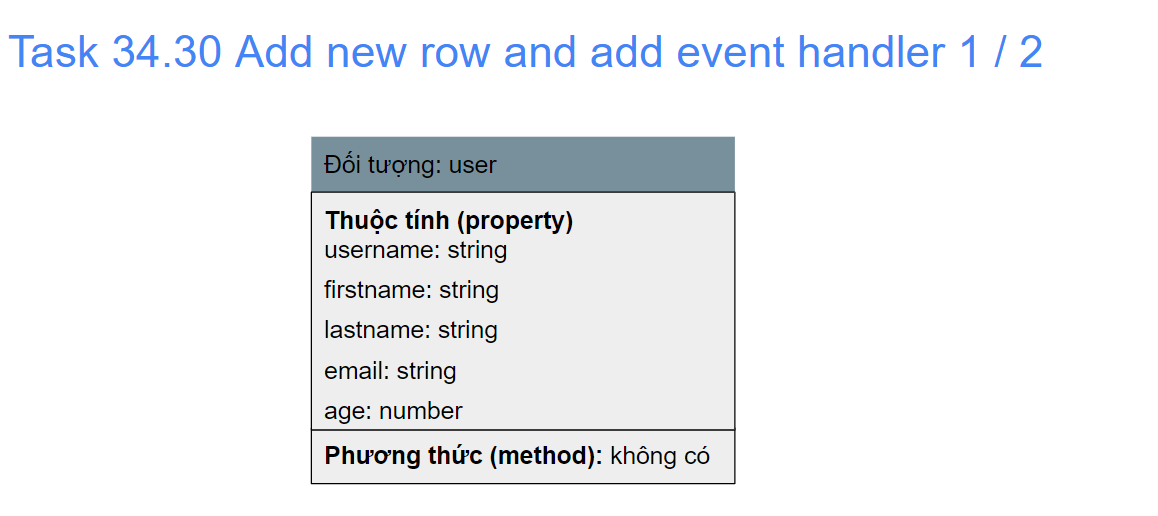 Task 34.30 Add new row and add event handler 1 / 2
Đối tượng: user
Thuộc tính (property)
username: string
firstname: string
lastname: string
email: string
age: number
Phương thức (method): không có